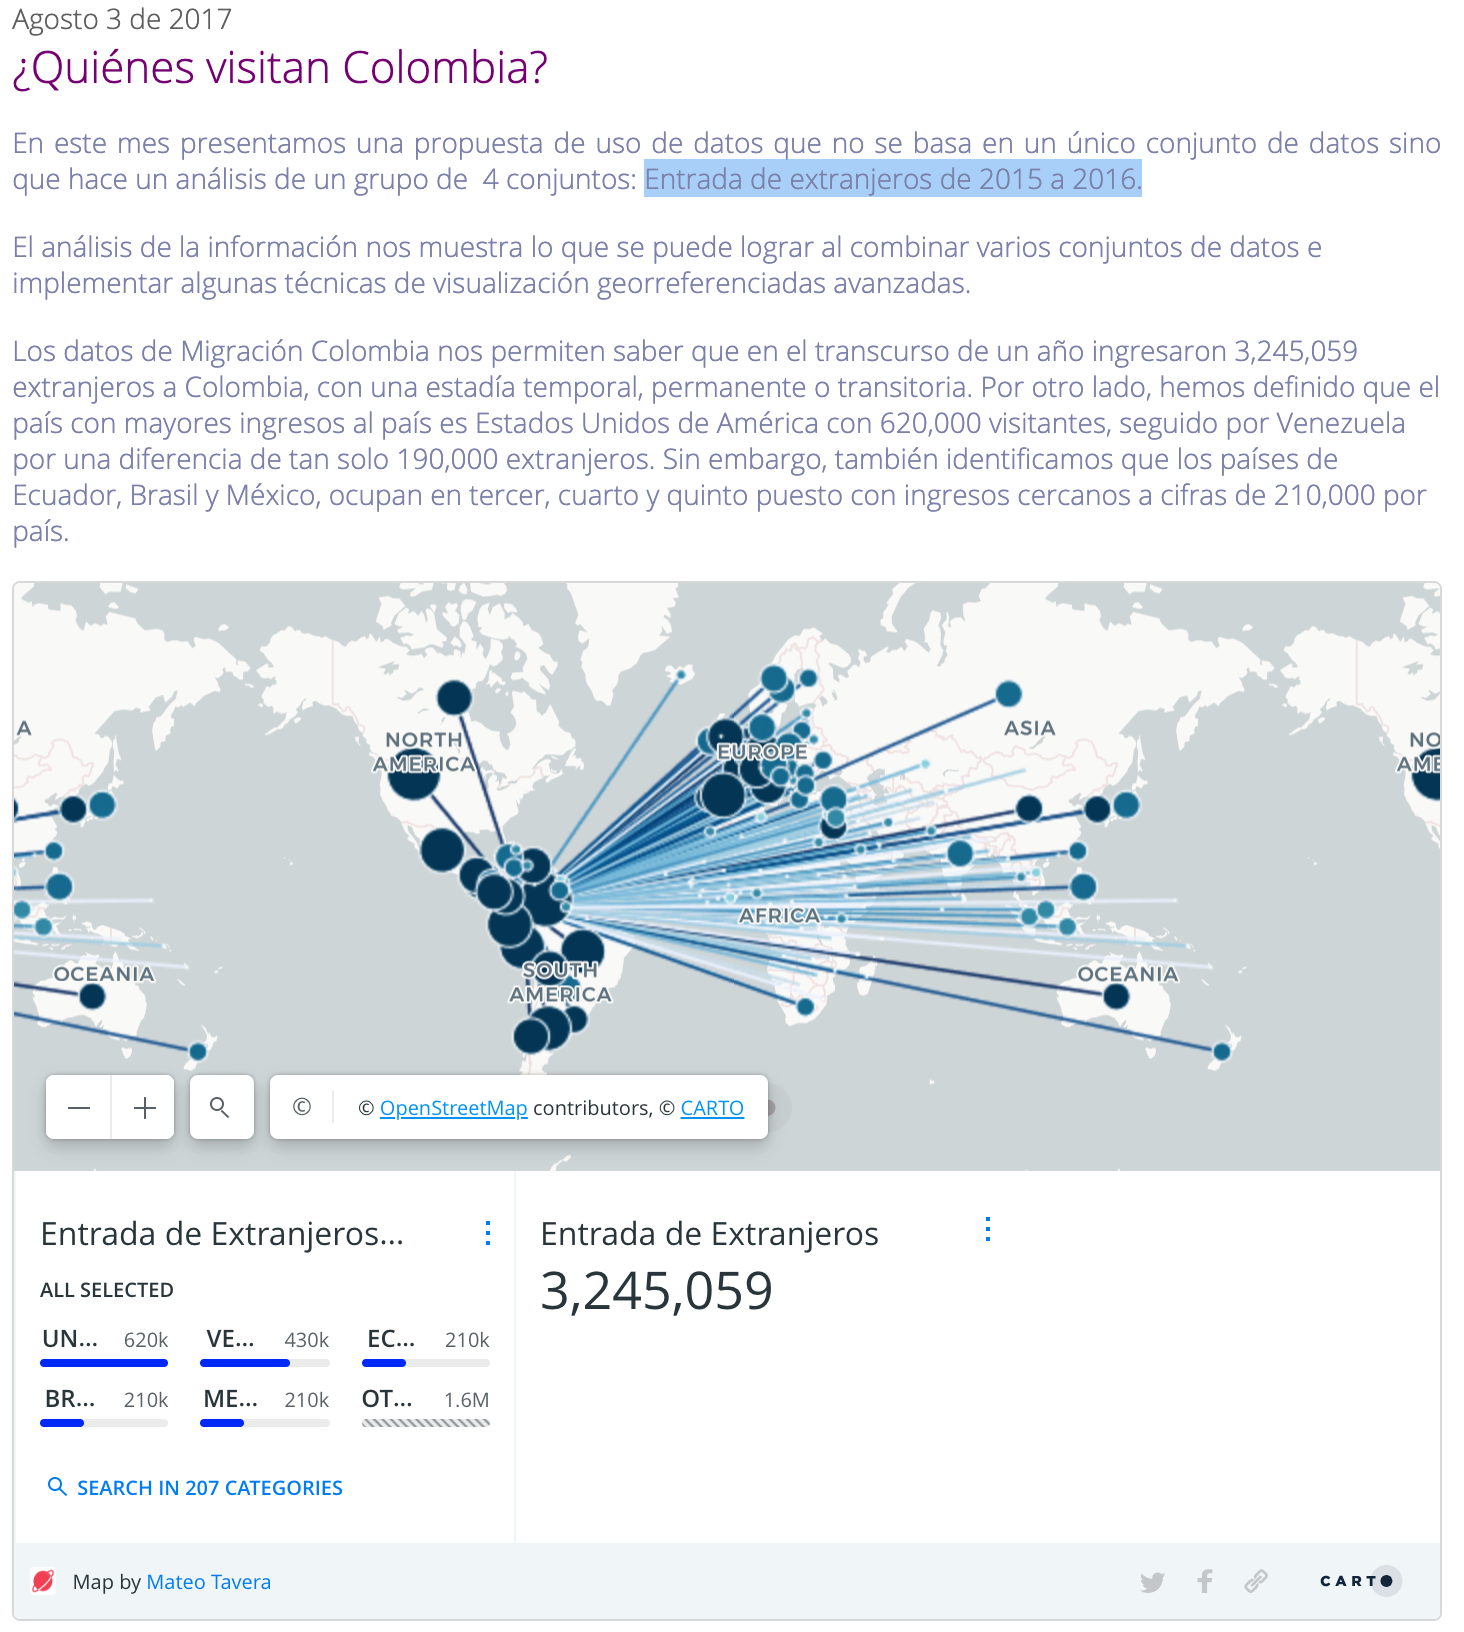 Agosto 3 de 2017
¿Quiénes visitan Colombia?
En este mes presentamos una propuesta de uso de datos que no se basa en un único conjunto de datos sino
que hace un análisis de un grupo de 4 conjuntos: Entrada de extranjeros de 2015 a 2016.
El análisis de la información nos muestra lo que se puede lograr al combinar varios conjuntos de datos e
implementar algunas técnicas de visualización georreferenciadas avanzadas.
Los datos de Migración Colombia nos permiten saber que en el transcurso de un año ingresaron 3,245,059
extranjeros a Colombia, con una estadía temporal, permanente o transitoria. Por otro lado, hemos definido que el
país con mayores ingresos al país es Estados Unidos de América con 620,000 visitantes, seguido por Venezuela
por una diferencia de tan solo 190,000 extranjeros. Sin embargo, también identificamos que los países de
Ecuador, Brasil y México, ocupan en tercer, cuarto y quinto puesto con ingresos cercanos a cifras de 210,000 por
país.
A
NORTH
AMERICA
EUROPE
ASIA
NO
AME
AFRICA
OCEANIA
SOUTH
AMERICA
OCEANIA
© © OpenStreetMap contributors, © CARTO
Entrada de Extranjeros...
ALL SELECTED
UN... 620k VE... 430k EC... 210k
BR... 210k ME... 210k OT... 1.6M
SEARCH IN 207 CATEGORIES
Entrada de Extranjeros
3,245,059
Map by Mateo Tavera
CARTO